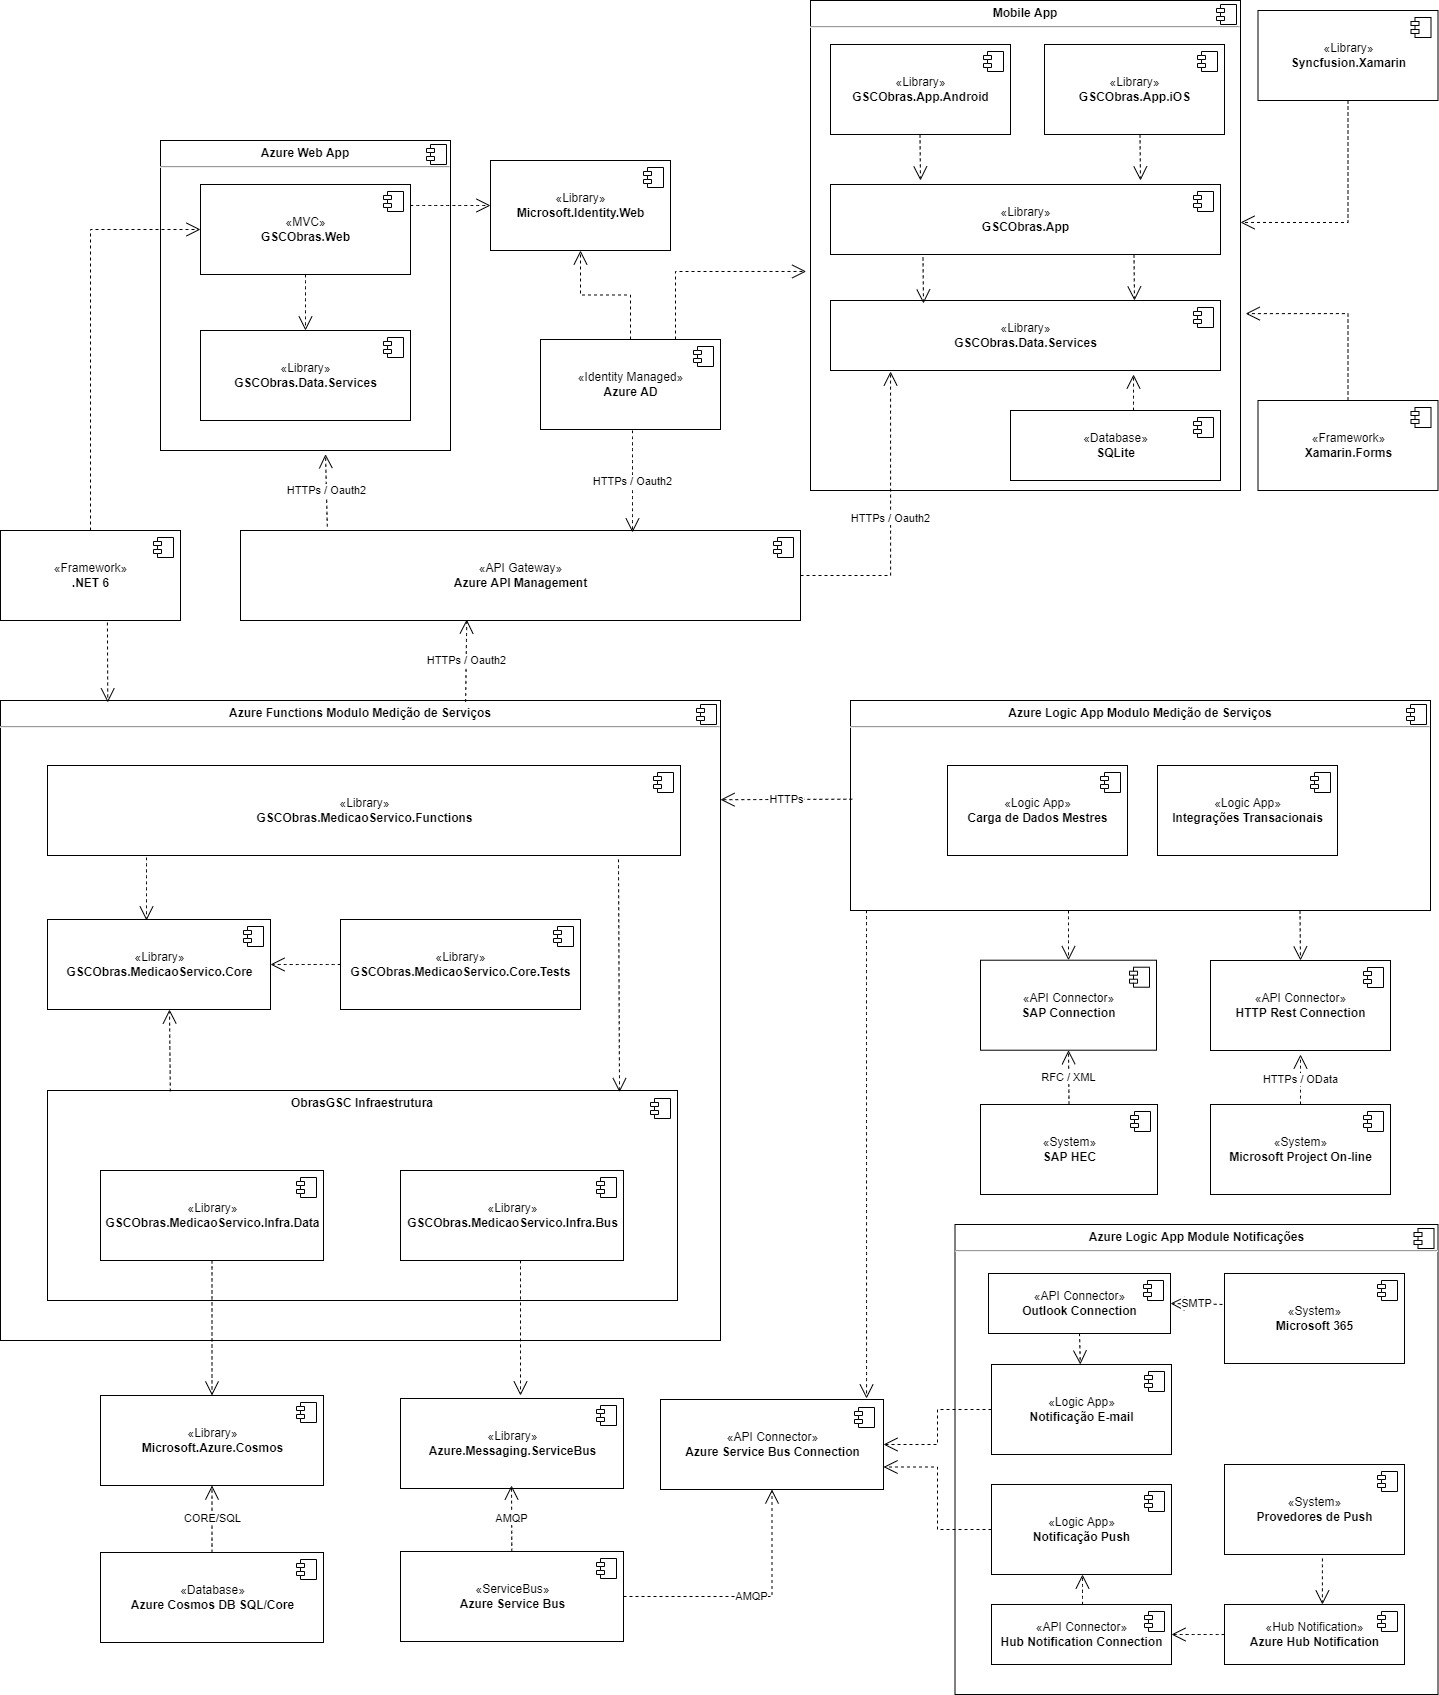 Mobile App
«Library»
GSCObras.App.Android
«Library»
GSCObras.App.iOS
«Library»
Syncfusion.Xamarin
Azure Web App
«MVC»
GSCObras.Web
«Library»
Microsoft.Identity.Web
«Library»
GSCObras.App
«Library»
GSCObras.Data.Services
«Library»
GSCObras.Data.Services
«Identity Managed»
Azure AD
«Database»
SQLite
«Framework»
Xamarin.Forms
HTTPs / Oauth2
HTTPs / Oauth2
HTTPs / Oauth2
«Framework»
.NET 6
«API Gateway»
Azure API Management
HTTPs / Oauth2
Azure Functions Modulo Medição de Serviços
«Library»
GSCObras.MedicaoServico.Functions
HTTPs
Azure Logic App Modulo Medição de Serviços
«Logic App»
Carga de Dados Mestres
«Logic App»
Integrações Transacionais
«Library»
GSCObras.MedicaoServico.Core
«Library»
GSCObras.MedicaoServico.Core.Tests
«API Connector»
SAP Connection
«API Connector»
HTTP Rest Connection
RFC / XML
HTTPs / OData
ObrasGSC Infraestrutura
«System»
SAP HEC
«System»
Microsoft Project On-line
«Library»
GSCObras.MedicaoServico.Infra.Data
«Library»
GSCObras.MedicaoServico.Infra.Bus
Azure Logic App Module Notificações
«API Connector»
Outlook Connection
SMTP
«System»
Microsoft 365
«Library»
Microsoft.Azure.Cosmos
«Library»
Azure.Messaging.ServiceBus
«API Connector»
Azure Service Bus Connection
«Logic App»
Notificação E-mail
CORE/SQL
AMQP
«Logic App»
Notificação Push
«System»
Provedores de Push
«Database»
Azure Cosmos DB SQL/Core
«ServiceBus»
Azure Service Bus
AMQP
«API Connector»
Hub Notification Connection
«Hub Notification»
Azure Hub Notification